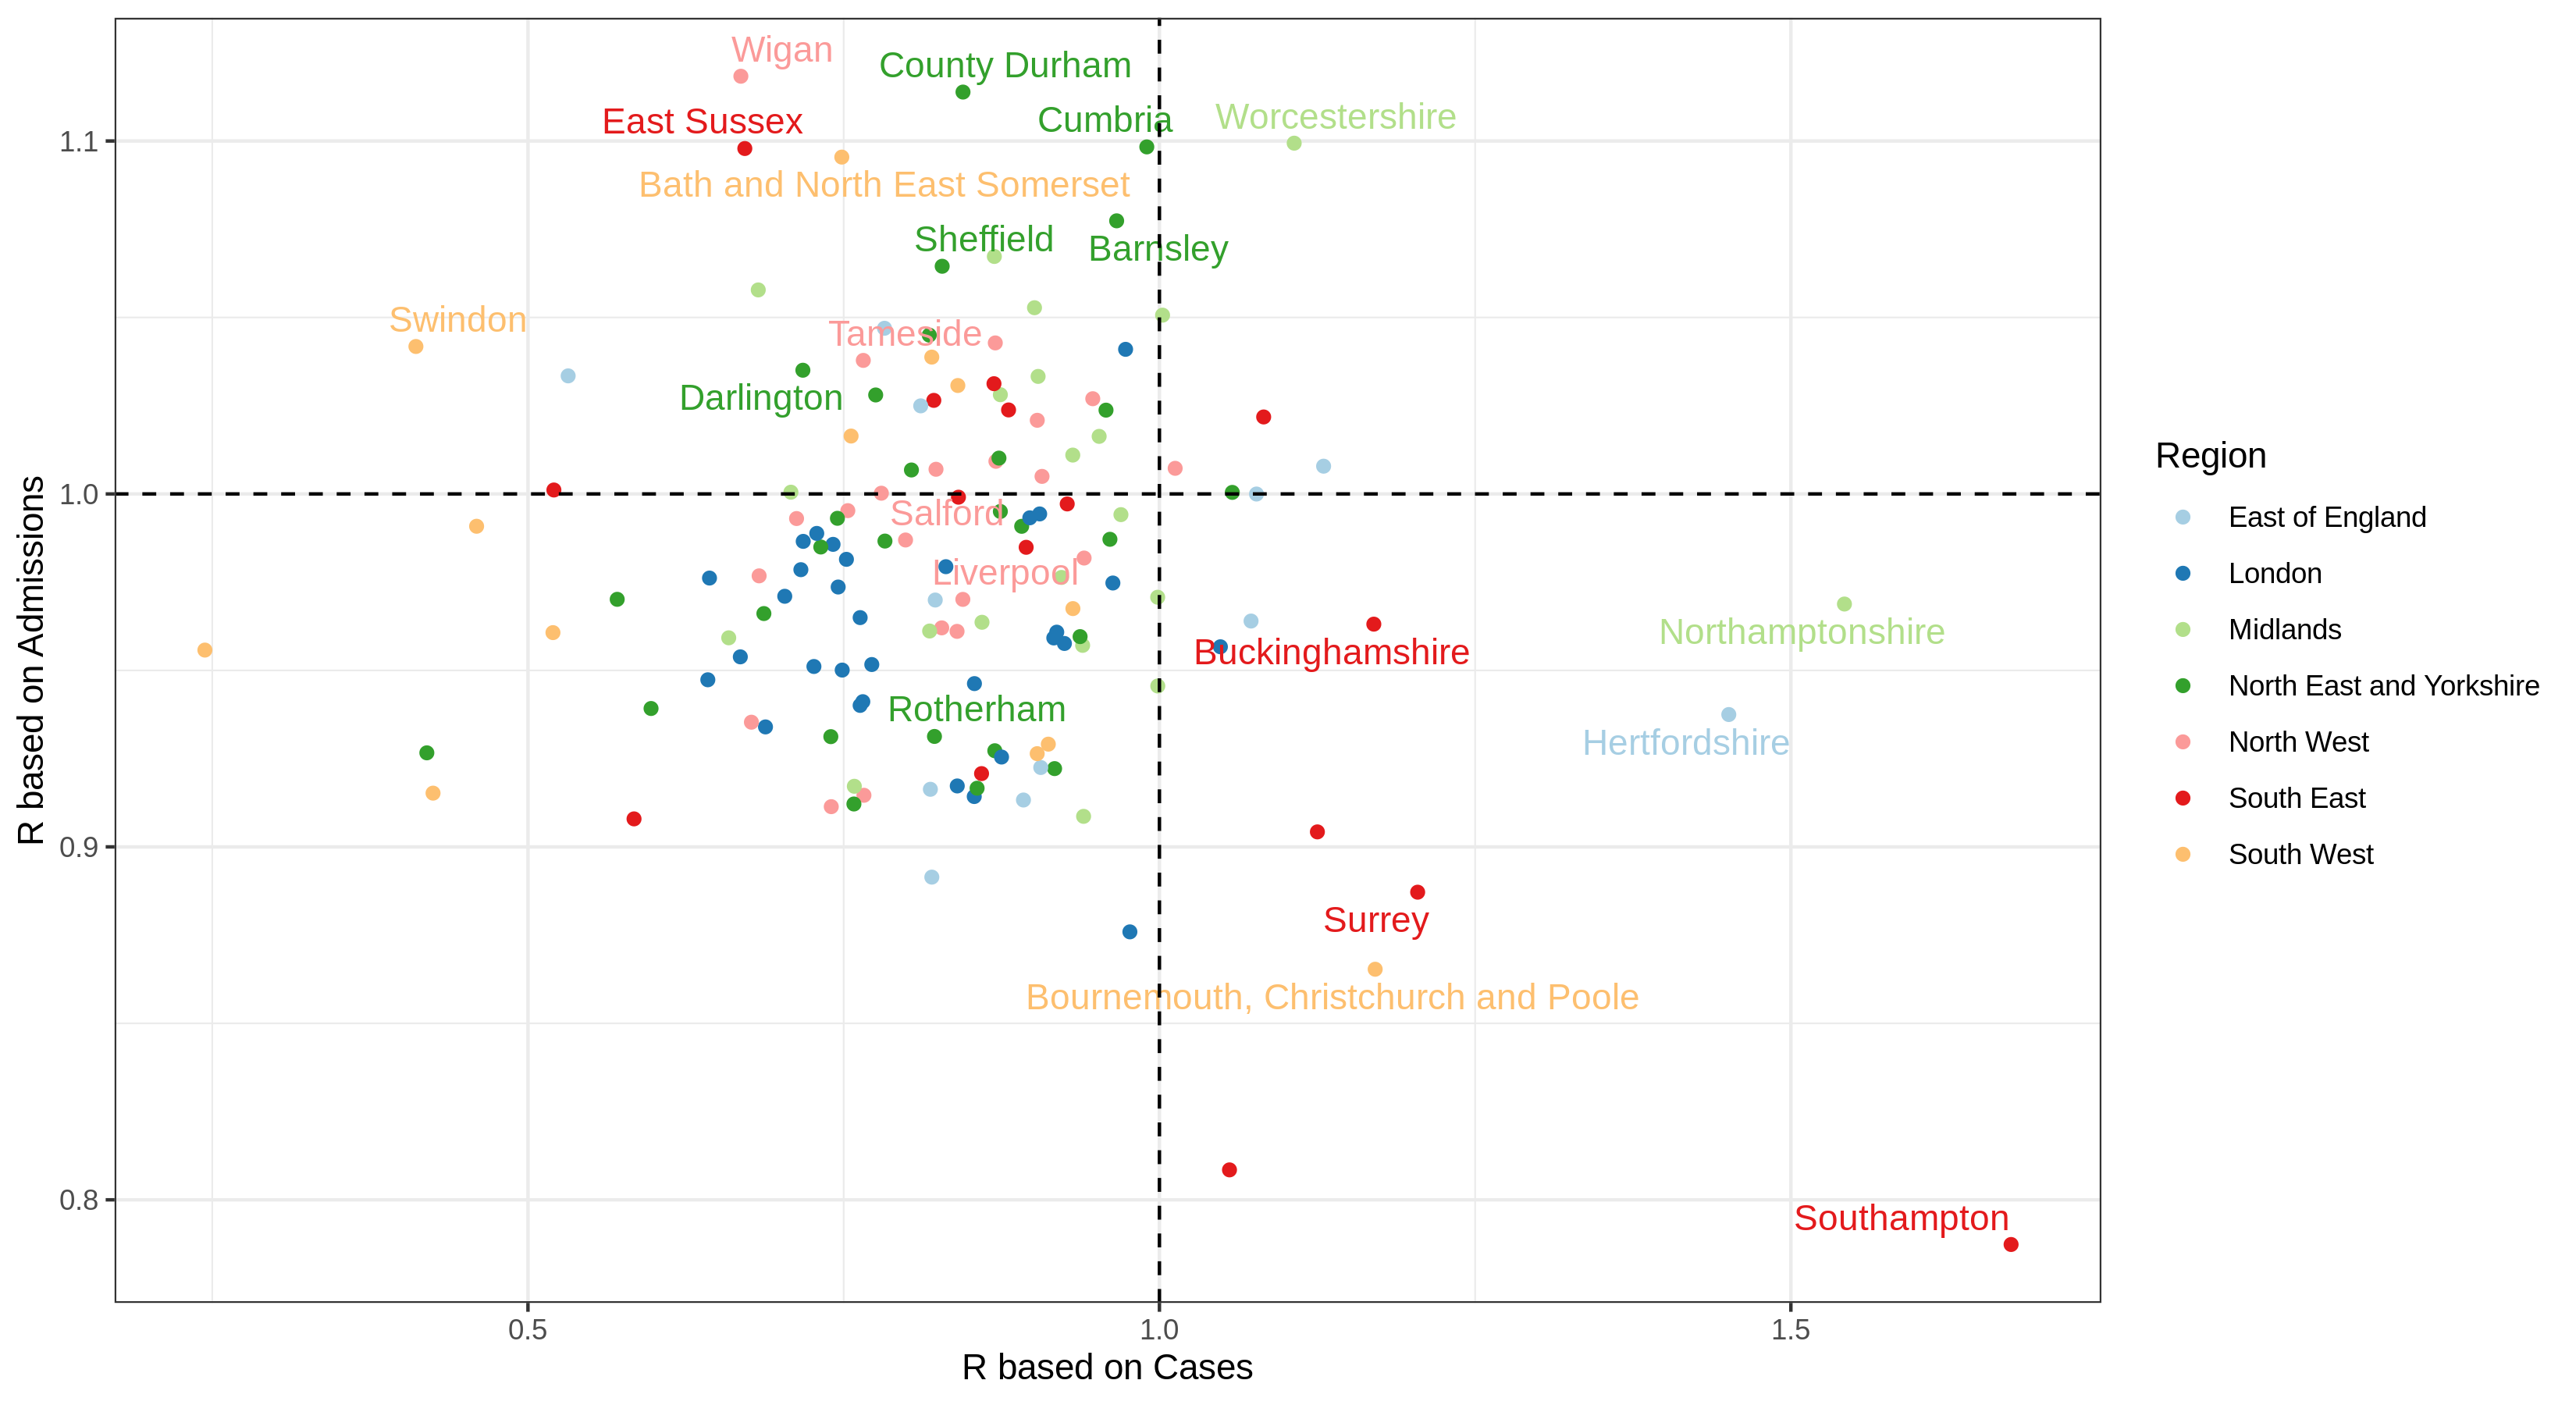 Wigan
County Durham
East Sussex
Cumbria
Worcestershire
1.1
Bath and North East Somerset
Sheffield
Barnsley
Swindon
Tameside
Darlington
Region
1.0
Salford
East of England
London
Liverpool
Midlands
Northamptonshire
Buckinghamshire
North East and Yorkshire
Rotherham
North West
Hertfordshire
South East
0.9
South West
Surrey
Bournemouth, Christchurch and Poole
0.8
Southampton
R based on Admissions
0.5
1.0
1.5
R based on Cases